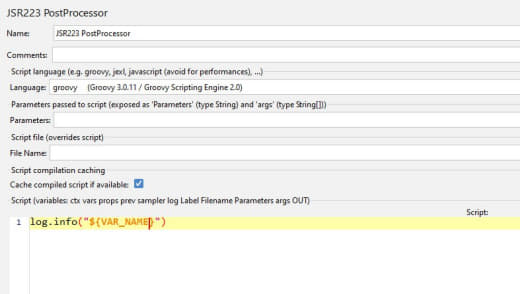 JSR223 PostProcessor
Name: JSR223 PostProcessor
Comments:
Script language (e.g. groovy, jexl, javascript (avoid for performances), ...)
Language: groovy (Groovy 3.0.11 / Groovy Scripting Engine 2.0)
Parameters passed to script (exposed as 'Parameters' (type String) and 'args' (type String[]))
Parameters:
Script file (overrides script)
File Name:
Script compilation caching
Cache compiled script if available:
Script (variables: ctx vars props prev sampler log Label Filename Parameters args OUT)
Script:
1 log.info("${VAR_NAME}")